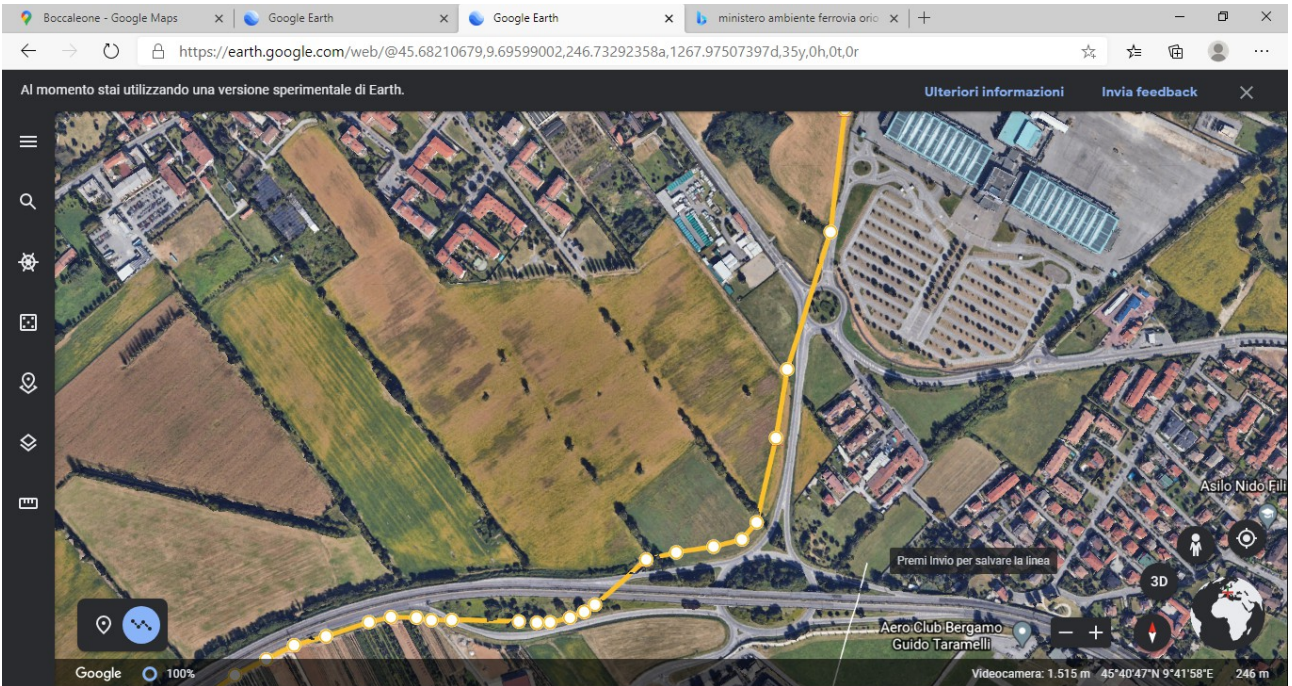 Boccaleone - Google Maps
Google Earth
Google Earth
ministero ambiente ferrovia orio
https://earth.google.com/web/@45.68210679,9.69599002,246.73292358a,1267.97507397d,35y,0h,0t,0r
Al momento stai utilizzando una versione sperimentale di Earth.
Ulteriori informazioni
Invia feedback
Asilo Nido Fili
Premi Invio per salvare la linea
3D
Aero Club Bergamo
Guido Taramelli
Google
100%
Videocamera: 1.515 m
45°40'47"N 9°41'58"E
246 m